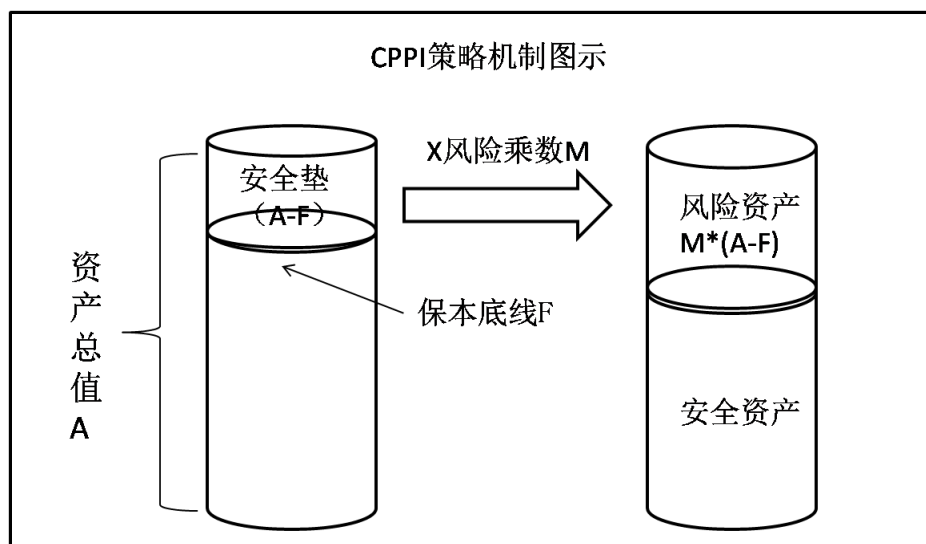 CPPI策略机制图示
安全垫
（A-F）
X风险乘数M
风险资产
M*(A-F)
资
产
总
值
A
保本底线F
安全资产